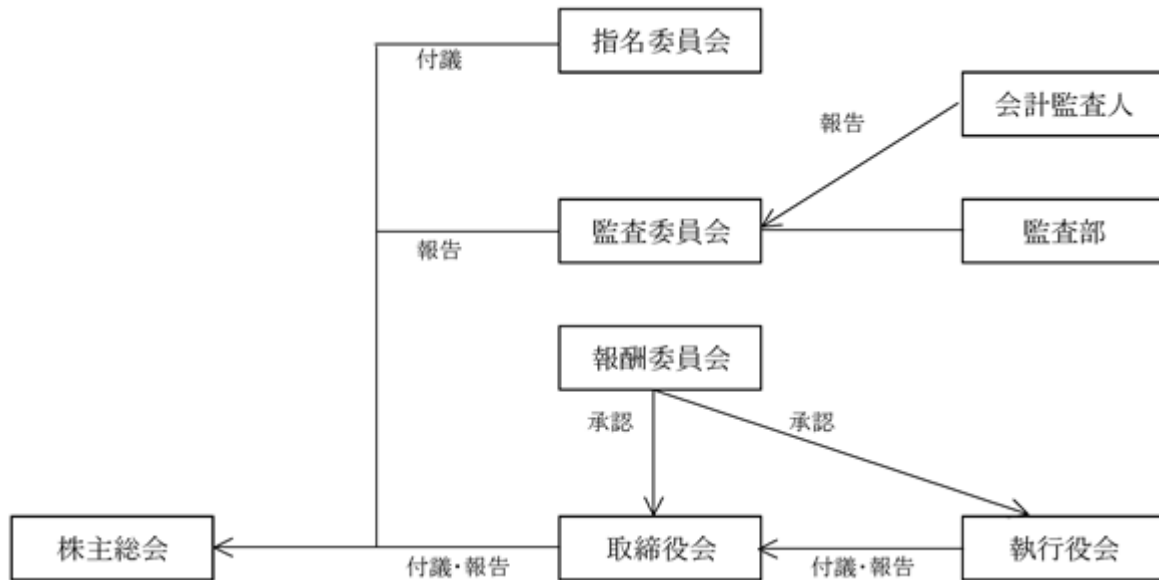 指名委員会
付議
会計監査人
報告
監査委員会
監査部
報告
報酬委員会
承認
承認
株主総会
取締役会
執行役会
付議・報告
付議・報告